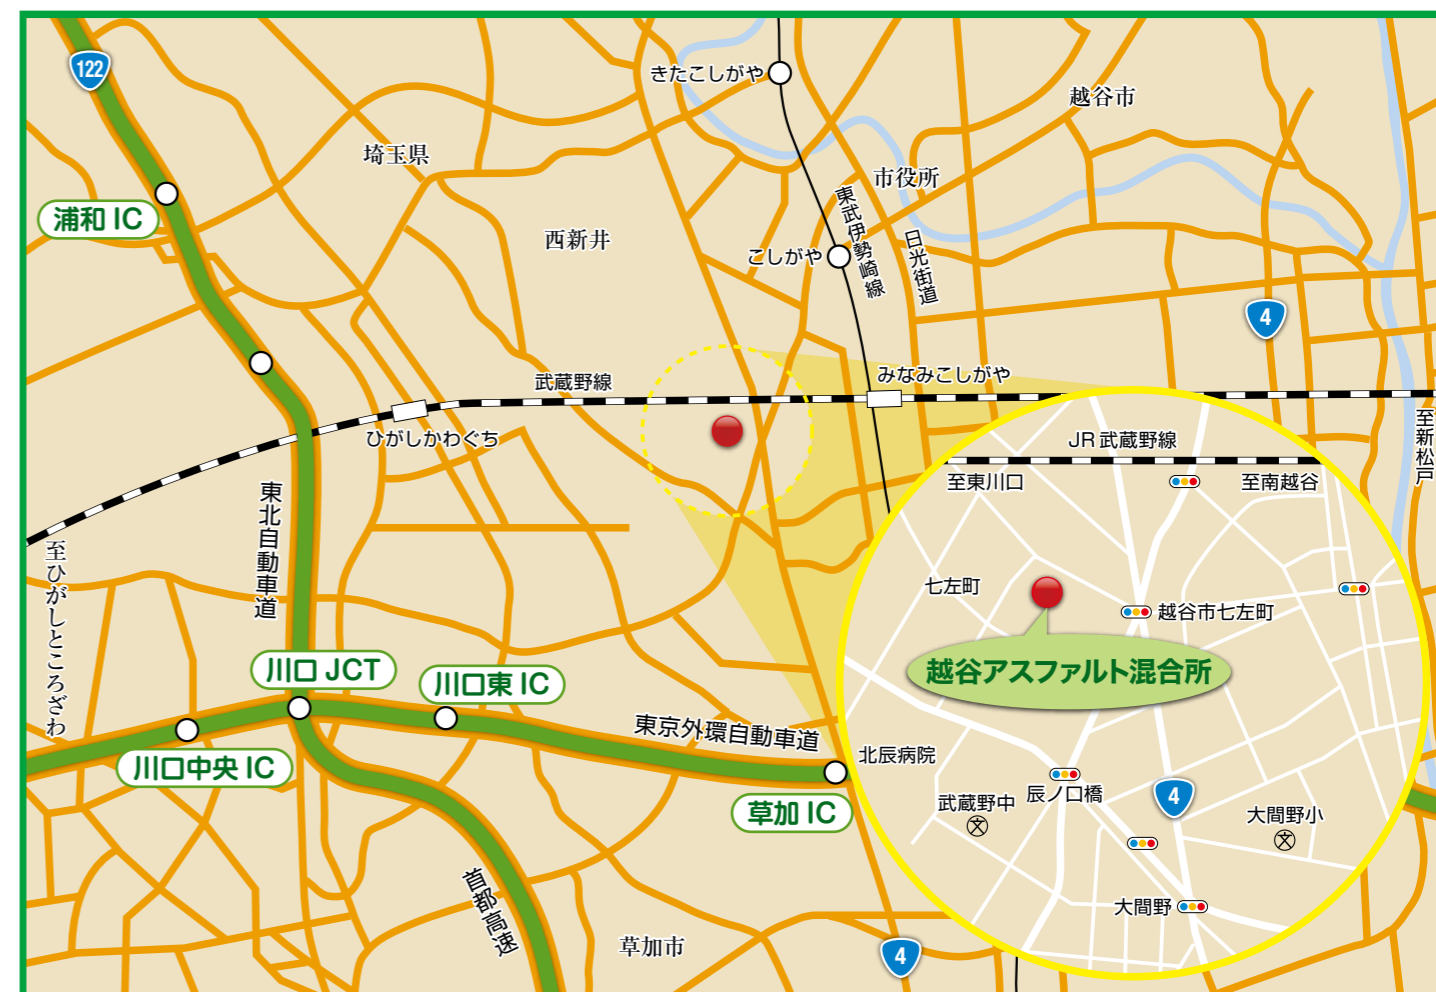 122
きたこしがや
越谷市
埼玉県
市役所
浦和 IC
東武伊勢崎線
西新井
こしがや
日光街道
4
武蔵野線
みなみこしがや
ひがしかわぐち
至新松戸
JR 武蔵野線
至東川口
至南越谷
東北自動車道
至ひがしところざわ
七左町
越谷市七左町
越谷アスファルト混合所
川口 JCT
川口東 IC
東京外環自動車道
北辰病院
川口中央 IC
草加 IC
武蔵野中
辰ノ口橋
4
大間野小
文
文
大間野
首都高速
草加市
4